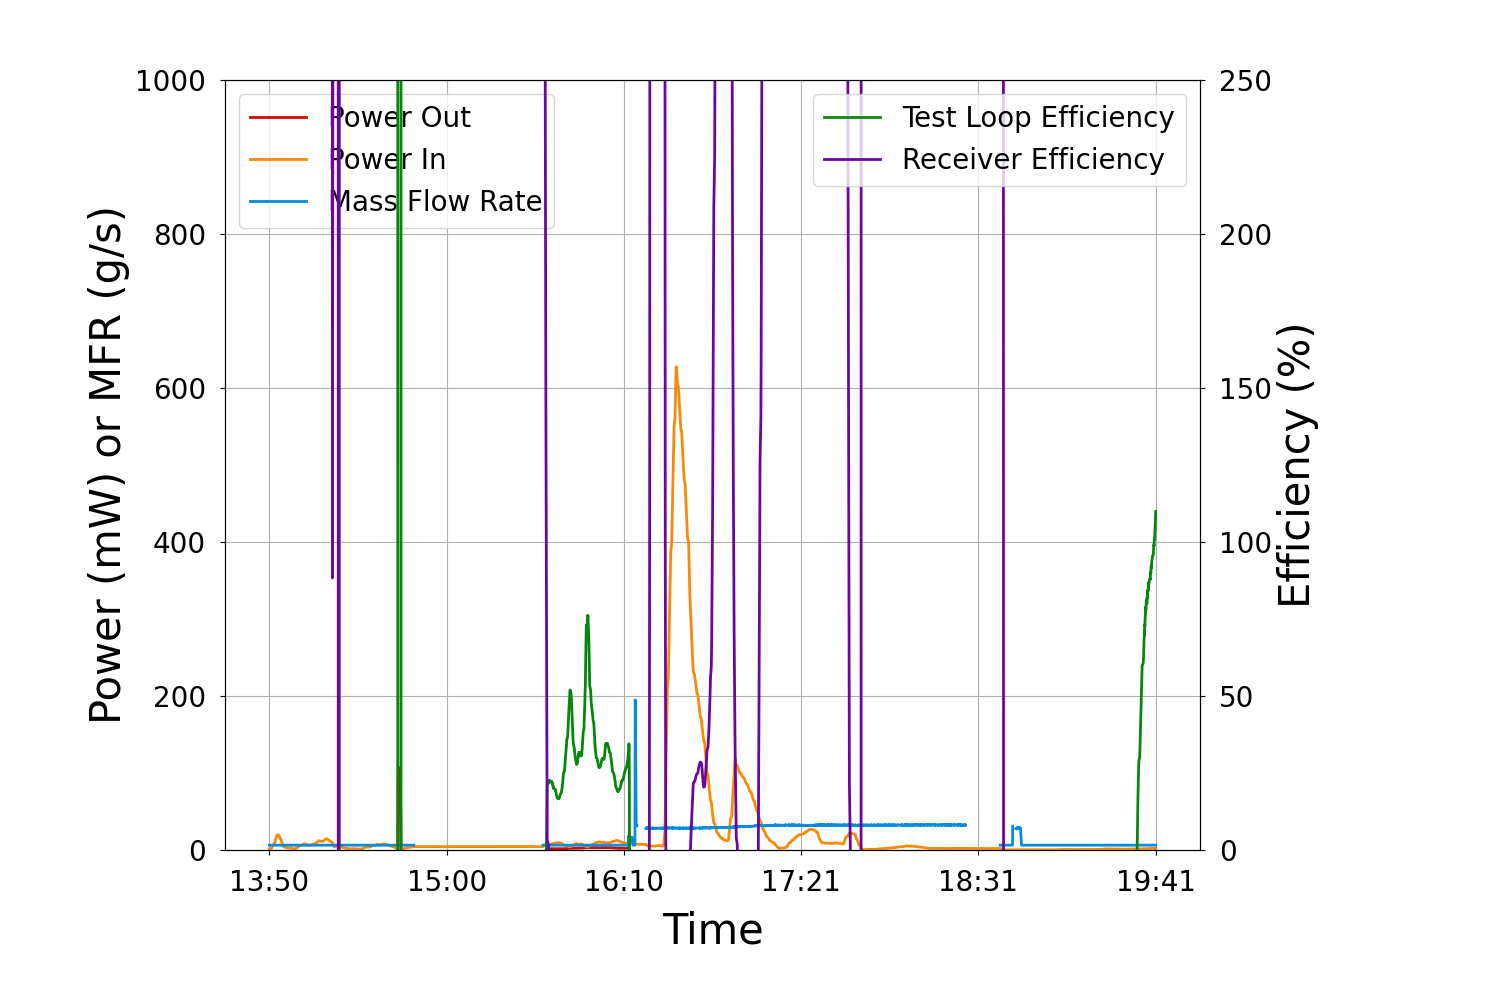 1000
800
600
400
200
0
Power (mW) or MFR (g/s)
Power Out
Power In
Mass Flow Rate
Test Loop Efficiency
Receiver Efficiency
250
200
150
100
50
0
Efficiency (%)
13:50 15:00 16:10 17:21 18:31 19:41
Time